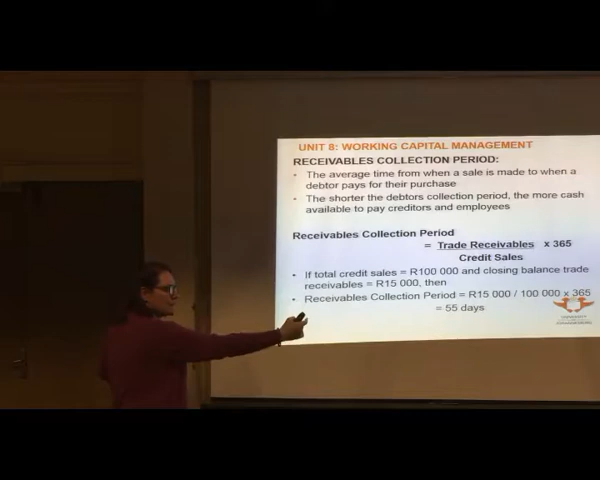 UNIT 8: WORKING CAPITAL MANAGEMENT
RECEIVABLES COLLECTION PERIOD:
• The average time from when a sale is made to when a
debtor pays for their purchase
• The shorter the debtors collection period, the more cash
available to pay creditors and employees
Receivables Collection Period
= Trade Receivables x 365
Credit Sales
• If total credit sales = R100 000 and closing balance trade
receivables = R15 000, then
• Receivables Collection Period = R15 000 / 100 000 x 365
= 55 days
UNIVERSITY
JOHANNESBURG